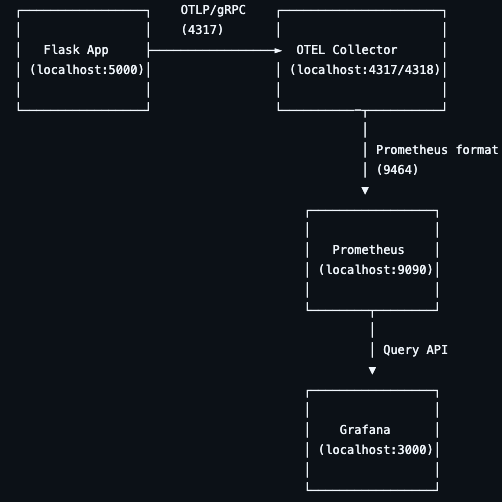 OTLP/gRPC
(4317)
Flask App
(localhost:5000)
OTEL Collector
(localhost:4317/4318)
Prometheus format
(9464)
Prometheus
(localhost:9090)
Query API
Grafana
(localhost:3000)